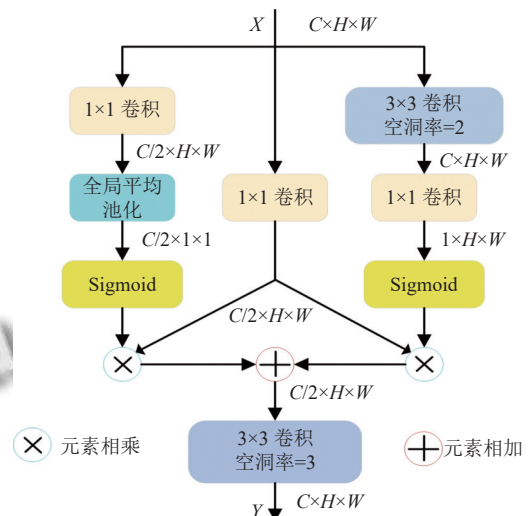 X
C×H×W
1×1 卷积
3×3 卷积
空洞率=2
C/2×H×W
C×H×W
全局平均
池化
1×1 卷积
1×1 卷积
C/2×1×1
1×H×W
Sigmoid
Sigmoid
C/2×H×W
C/2×H×W
元素相乘
3×3 卷积
空洞率=3
元素相加
C×H×W
Y